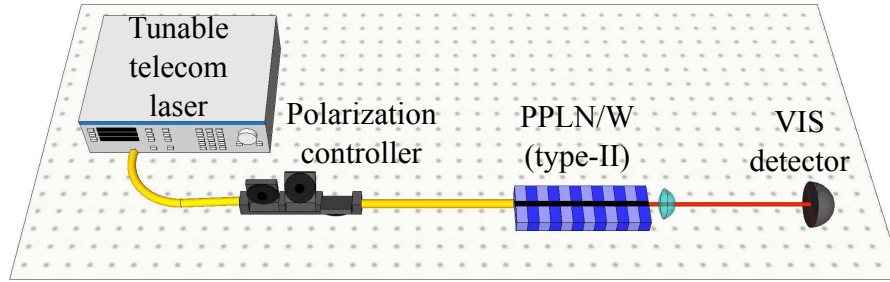 Tunable
telecom
laser
Polarization
controller
PPLN/W
(type-II)
VIS
detector